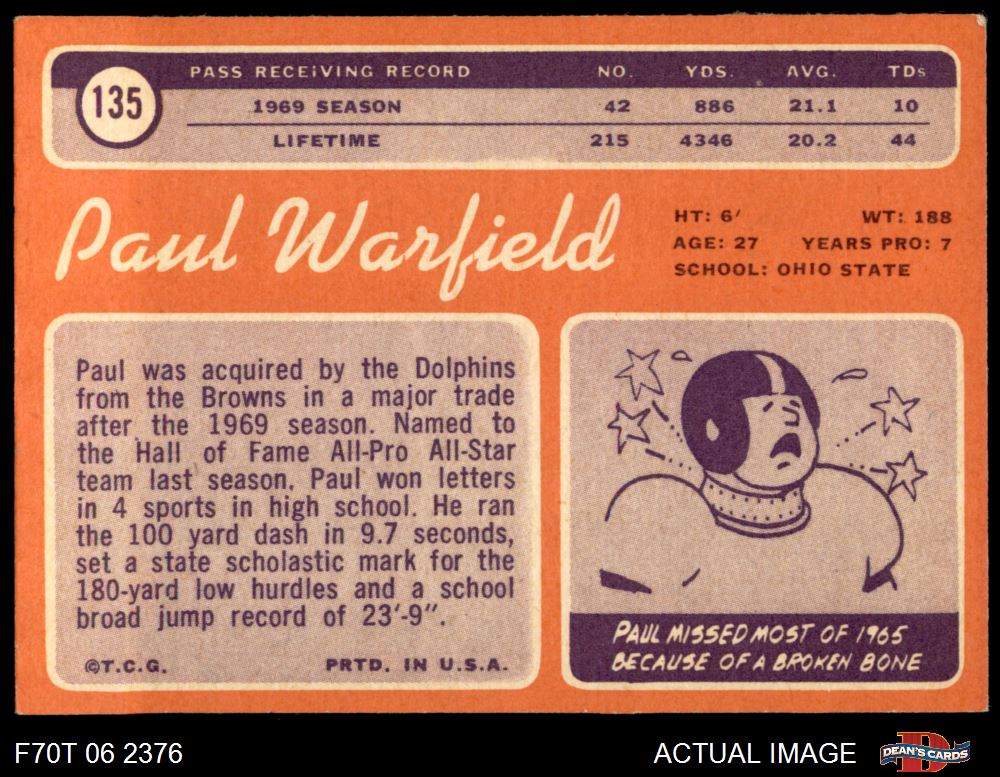 135
PASS RECEIVING RECORD NO. YDS. AVG. TDs
1969 SEASON 42 886 21.1 10
LIFETIME 215 4346 20.2 44
Paul Warfield
HT: 6' WT: 188
AGE: 27 YEARS PRO: 7
SCHOOL: OHIO STATE
Paul was acquired by the Dolphins
from the Browns in a major trade
after the 1969 season. Named to
the Hall of Fame All-Pro All-Star
team last season. Paul won letters
in 4 sports in high school. He ran
the 100 yard dash in 9.7 seconds,
set a state scholastic mark for the
180-yard low hurdles and a school
broad jump record of 23'-9".
©T.C.G. PRTD. IN U.S.A.
PAUL MISSED MOST OF 1965
BECAUSE OF A BROKEN BONE
F70T 06 2376
ACTUAL IMAGE
D
DEAN'S CARDS